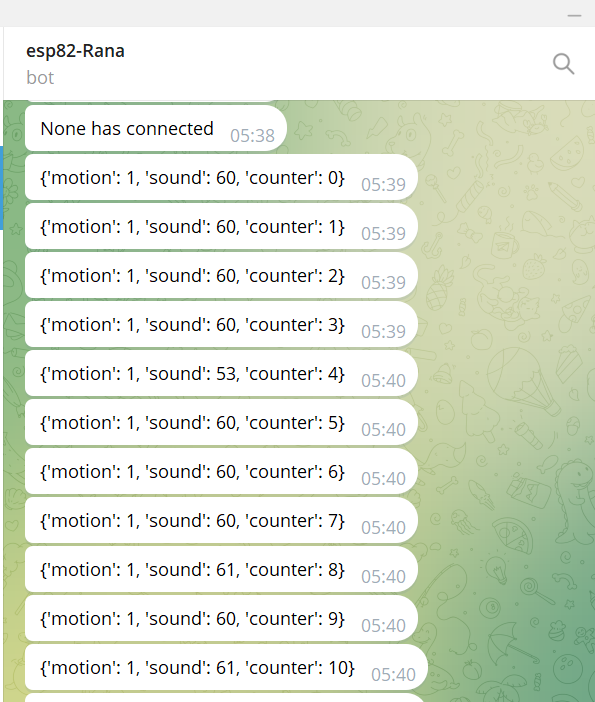 esp82-Rana
bot
None has connected 05:38
{'motion': 1, 'sound': 60, 'counter': 0} 05:39
{'motion': 1, 'sound': 60, 'counter': 1} 05:39
{'motion': 1, 'sound': 60, 'counter': 2} 05:39
{'motion': 1, 'sound': 60, 'counter': 3} 05:39
{'motion': 1, 'sound': 53, 'counter': 4} 05:40
{'motion': 1, 'sound': 60, 'counter': 5} 05:40
{'motion': 1, 'sound': 60, 'counter': 6} 05:40
{'motion': 1, 'sound': 60, 'counter': 7} 05:40
{'motion': 1, 'sound': 61, 'counter': 8} 05:40
{'motion': 1, 'sound': 60, 'counter': 9} 05:40
{'motion': 1, 'sound': 61, 'counter': 10} 05:40